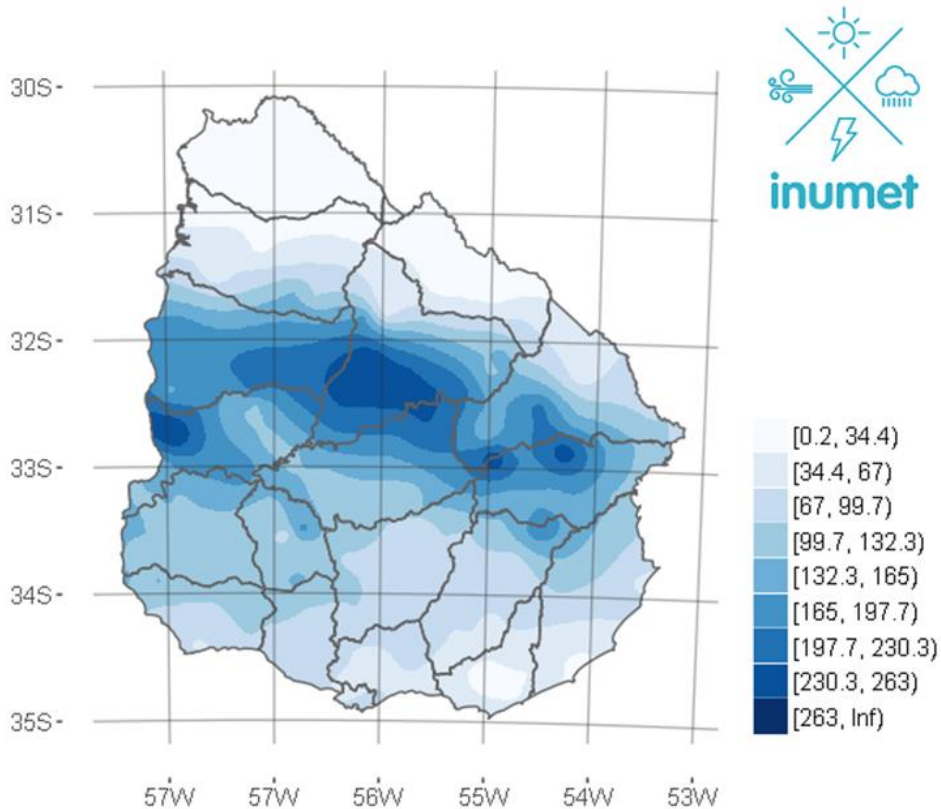 inumet
30S
31S
32S
33S
34S
35S
57W 57W 56W 55W 54W 53W
[0.2, 34.4)
[34.4, 67)
[67, 99.7)
[99.7, 132.3)
[132.3, 165)
[165, 197.7)
[197.7, 230.3)
[230.3, 263)
[263, Inf)